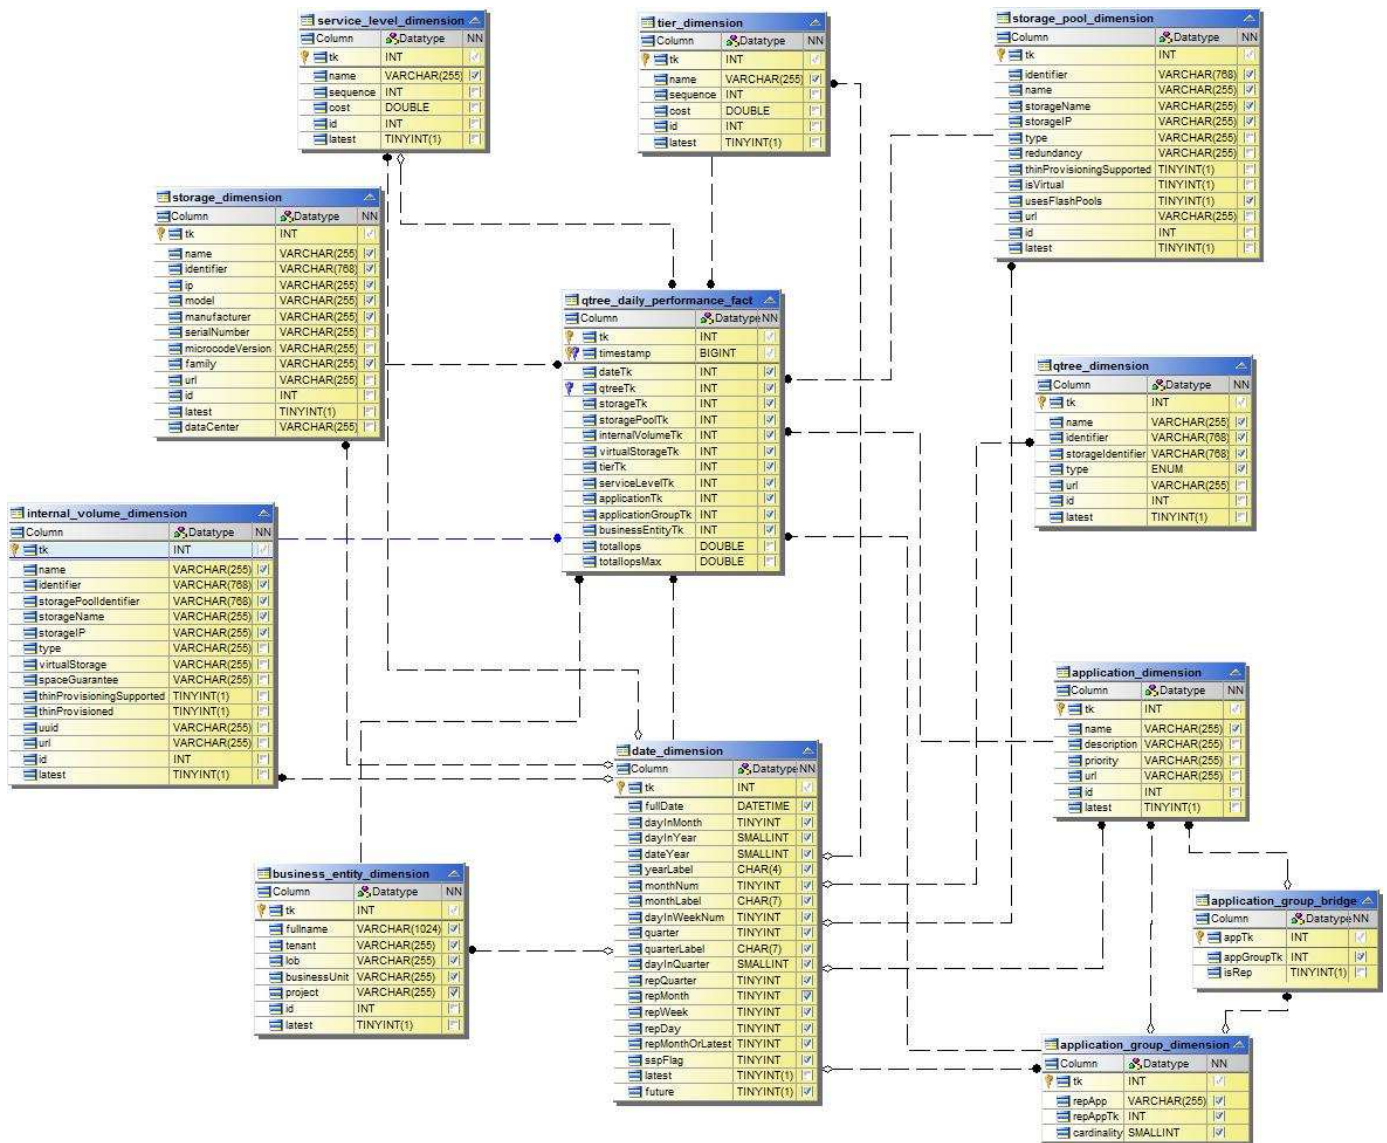 service_level_dimension
Column Datatype NN
tk INT
name VARCHAR(255)
sequence INT
cost DOUBLE
id INT
latest TINYINT(1)
tier_dimension
Column Datatype NN
tk INT
name VARCHAR(255)
sequence INT
cost DOUBLE
id INT
latest TINYINT(1)
storage_pool_dimension
Column Datatype NN
tk INT
identifier VARCHAR(768)
name VARCHAR(255)
storageName VARCHAR(255)
storageIP VARCHAR(255)
type VARCHAR(255)
redundancy VARCHAR(255)
thinProvisioningSupported TINYINT(1)
isVirtual TINYINT(1)
usesFlashPools TINYINT(1)
url VARCHAR(255)
id INT
latest TINYINT(1)
storage_dimension
Column Datatype NN
tk INT
name VARCHAR(255)
identifier VARCHAR(768)
ip VARCHAR(255)
model VARCHAR(255)
manufacturer VARCHAR(255)
serialNumber VARCHAR(255)
microcodeVersion VARCHAR(255)
family VARCHAR(255)
url VARCHAR(255)
id INT
latest TINYINT(1)
dataCenter VARCHAR(255)
qtree_daily_performance_fact
Column Datatype NN
tk INT
timestamp BIGINT
dateTk INT
qtreeTk INT
storageTk INT
storagePoolTk INT
internalVolumeTk INT
virtualStorageTk INT
tierTk INT
serviceLevelTk INT
applicationTk INT
applicationGroupTk INT
businessEntityTk INT
totalIops DOUBLE
totalIopsMax DOUBLE
qtree_dimension
Column Datatype NN
tk INT
name VARCHAR(255)
identifier VARCHAR(768)
storageIdentifier VARCHAR(768)
type ENUM
url VARCHAR(255)
id INT
latest TINYINT(1)
internal_volume_dimension
Column Datatype NN
tk INT
name VARCHAR(255)
identifier VARCHAR(768)
storagePoolIdentifier VARCHAR(768)
storageName VARCHAR(255)
storageIP VARCHAR(255)
type VARCHAR(255)
virtualStorage VARCHAR(255)
spaceGuarantee VARCHAR(255)
thinProvisioningSupported TINYINT(1)
thinProvisioned TINYINT(1)
uuid VARCHAR(255)
url VARCHAR(255)
id INT
latest TINYINT(1)
application_dimension
Column Datatype NN
tk INT
name VARCHAR(255)
description VARCHAR(255)
priority VARCHAR(255)
url VARCHAR(255)
id INT
latest TINYINT(1)
date_dimension
Column Datatype NN
tk INT
fullDate DATETIME
dayInMonth TINYINT
dayInYear SMALLINT
dateYear SMALLINT
yearLabel CHAR(4)
monthNum TINYINT
monthLabel CHAR(7)
dayInWeekNum TINYINT
quarter TINYINT
quarterLabel CHAR(7)
dayInQuarter SMALLINT
repQuarter TINYINT
repMonth TINYINT
repWeek TINYINT
repDay TINYINT
repMonthOrLatest TINYINT
sspFlag TINYINT
latest TINYINT(1)
future TINYINT(1)
business_entity_dimension
Column Datatype NN
tk INT
fullname VARCHAR(1024)
tenant VARCHAR(255)
lob VARCHAR(255)
businessUnit VARCHAR(255)
project VARCHAR(255)
id INT
latest TINYINT(1)
application_group_bridge
Column Datatype NN
appTk INT
appGroupTk INT
isRep TINYINT(1)
application_group_dimension
Column Datatype NN
tk INT
repApp VARCHAR(255)
repAppTk INT
cardinality SMALLINT